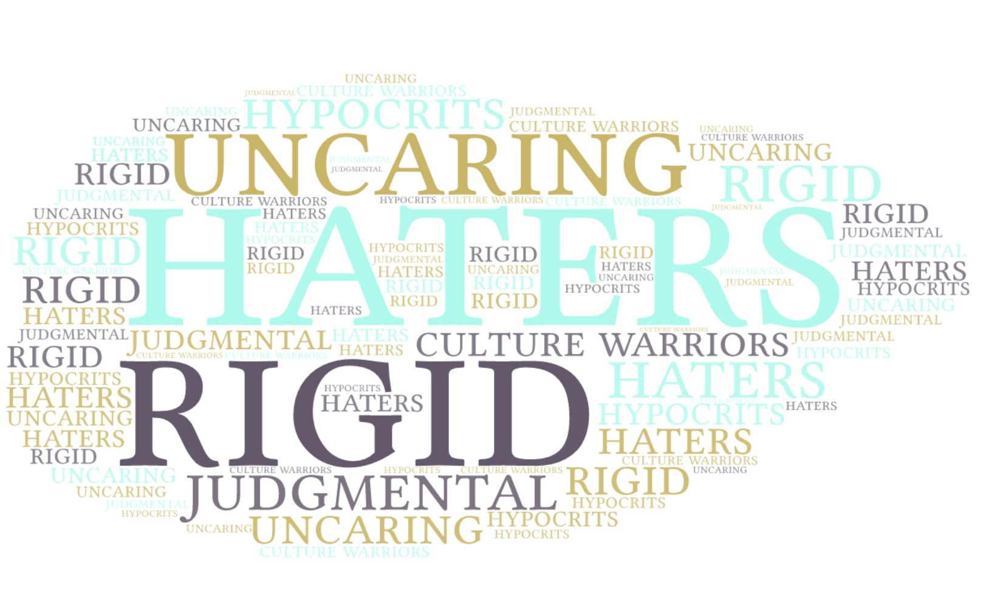 UNCARING
JUDGMENTAL CULTURE WARRIORS
UNCARING HYPOCRITS JUDGMENTAL
UNCARING CULTURE WARRIORS UNCARING
UNCARING UNCARING CULTURE WARRIORS
HATERS JUDGMENTAL UNCARING
RIGID JUDGMENTAL RIGID
JUDGMENTAL CULTURE WARRIORS HYPOCRITS CULTURE WARRIORS CULTURE WARRIORS JUDGMENTAL
UNCARING HATERS RIGID
HYPOCRITS HATERS JUDGMENTAL
RIGID HYPOCRITS HYPOCRITS RIGID RIGID JUDGMENTAL
RIGID JUDGMENTAL
CULTURE WARRIORS RIGID HATERS UNCARING HATERS JUDGMENTAL HATERS
HATERS UNCARING
RIGID RIGID RIGID HYPOCRITS JUDGMENTAL HYPOCRITS
RIGID RIGID UNCARING
HATERS HATERS JUDGMENTAL
JUDGMENTAL JUDGMENTAL HATERS CULTURE WARRIORS CULTURE WARRIORS JUDGMENTAL
RIGID CULTURE WARRIORS CULTURE WARRIORS HATERS HYPOCRITS
HYPOCRITS HYPOCRITS HATERS
HATERS HATERS CULTURE WARRIORS HATERS
UNCARING RIGID HYPOCRITS
HATERS HATERS
RIGID CULTURE WARRIORS
UNCARING CULTURE WARRIORS HYPOCRITS CULTURE WARRIORS RIGID UNCARING
UNCARING JUDGMENTAL
JUDGMENTAL HYPOCRITS
HYPOCRITS HYPOCRITS
UNCARING UNCARING HYPOCRITS
CULTURE WARRIORS